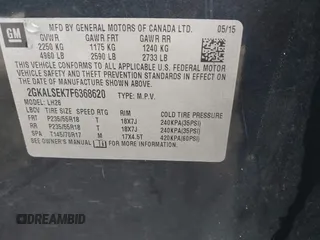 GM
MFD BY GENERAL MOTORS OF CANADA LTD. 05/15
GVWR GAWR FRT GAWR RR
2250 KG 1175 KG 1240 KG
4960 LB 2590 LB 2733 LB
THIS VEHICLE CONFORMS TO ALL APPLICABLE U.S. FEDERAL
MOTOR VEHICLE SAFETY AND THEFT PREVENTION STANDARDS
IN EFFECT ON THE DATE OF MANUFACTURE SHOWN ABOVE.
2GKALSEK7F6368620 TYPE: M.P.V.
MODEL: LH26
LBCV TIRE SIZE SPEED RTG RIM COLD TIRE PRESSURE
FRT P235/55R18 T 18X7J 240KPA(35PSI)
RR P235/55R18 T 18X7J 240KPA(35PSI)
SPA T145/70R17 M 17X4.5T 420KPA(60PSI)
SEE OWNER'S MANUAL FOR ADDITIONAL INFORMATION.
DREAMBID